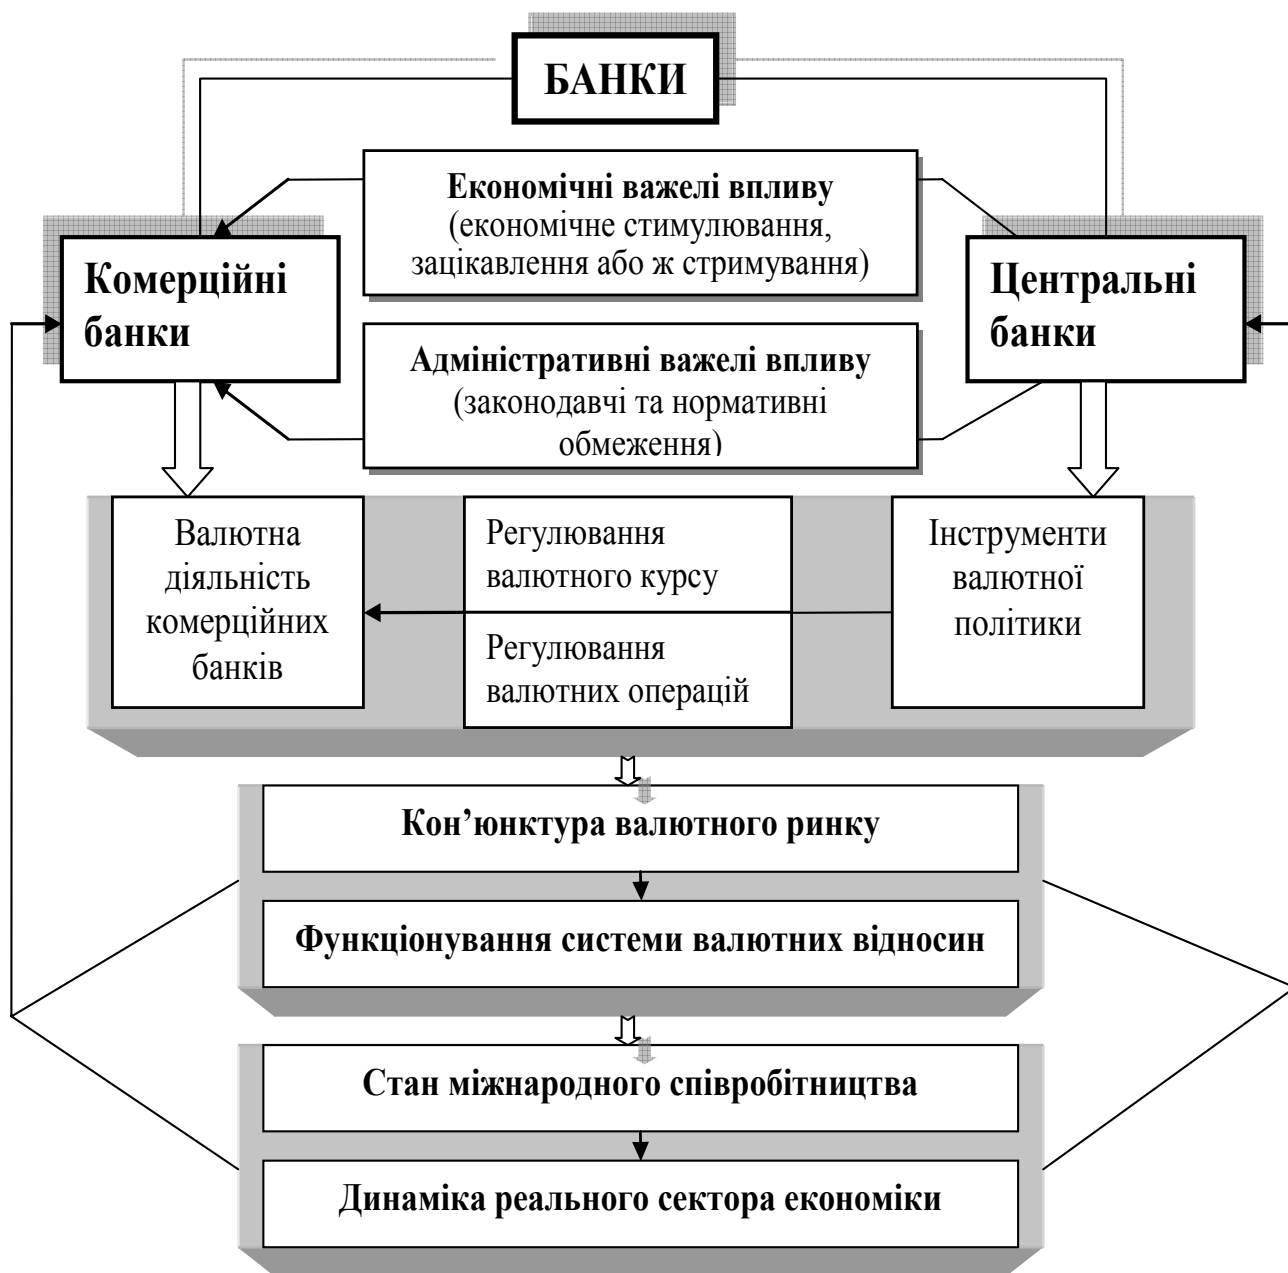 БАНКИ
Економічні важелі впливу
(економічне стимулювання,
зацікавлення або ж стримування)
Комерційні
банки
Центральні
банки
Адміністративні важелі впливу
(законодавчі та нормативні
обмеження)
Валютна
діяльність
комерційних
банків
Регулювання
валютного курсу
Регулювання
валютних операцій
Інструменти
валютної
політики
Кон’юнктура валютного ринку
Функціонування системи валютних відносин
Стан міжнародного співробітництва
Динаміка реального сектора економіки